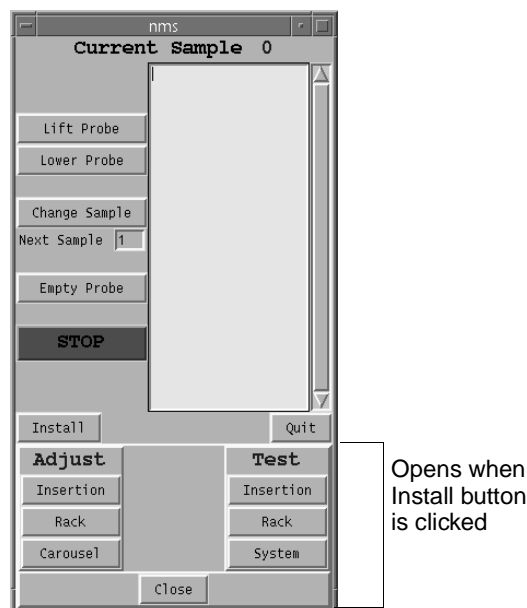 nms
Current Sample 0
Lift Probe
Lower Probe
Change Sample
Next Sample 1
Empty Probe
STOP
Install
Quit
Adjust
Test
Insertion
Insertion
Rack
Rack
Carousel
System
Close
Opens when
Install button
is clicked